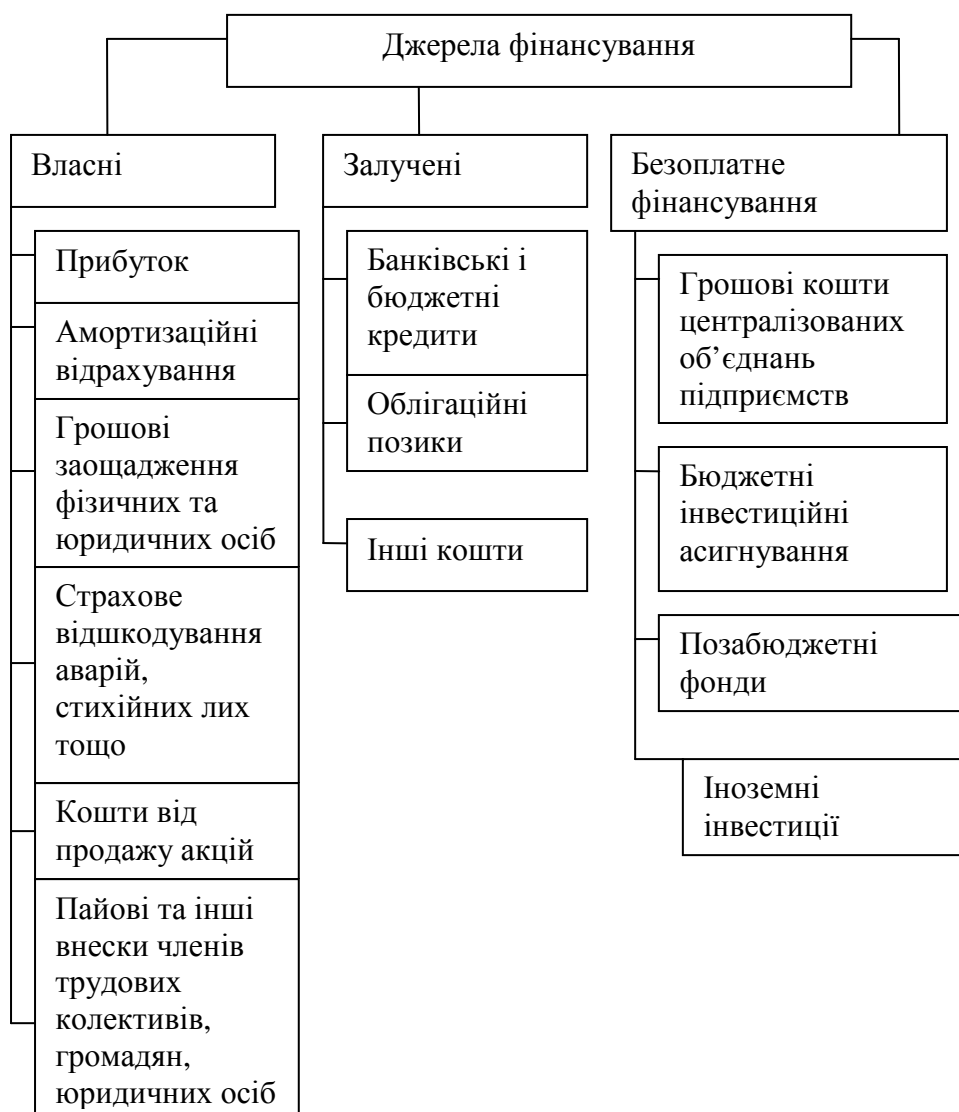 Джерела фінансування
Власні
Прибуток
Амортизаційні
відрахування
Грошові
заощадження
фізичних та
юридичних осіб
Страхове
відшкодування
аварій,
стихійних лих
тощо
Кошти від
продажу акцій
Пайові та інші
внески членів
трудових
колективів,
громадян,
юридичних осіб
Залучені
Банківські і
бюджетні
кредити
Облігаційні
позики
Інші кошти
Безоплатне
фінансування
Грошові кошти
централізованих
об’єднань
підприємств
Бюджетні
інвестиційні
асигнування
Позабюджетні
фонди
Іноземні
інвестиції